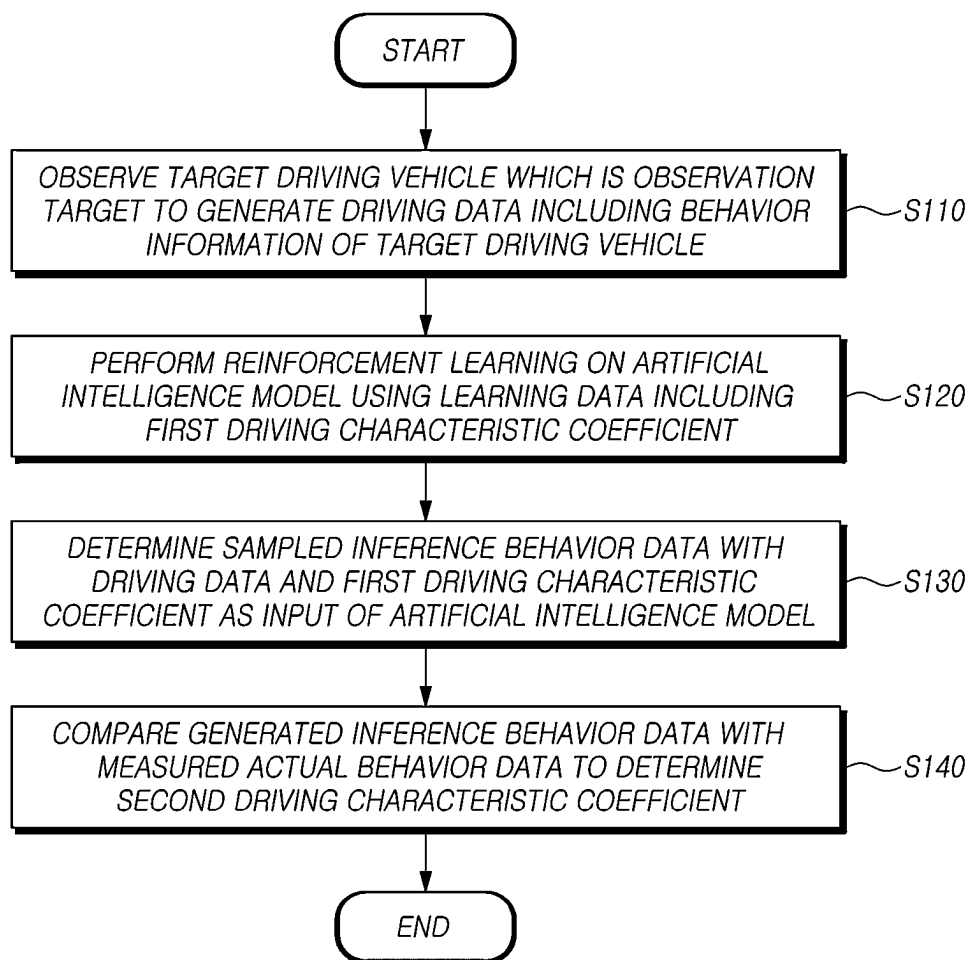 START
OBSERVE TARGET DRIVING VEHICLE WHICH IS OBSERVATION
TARGET TO GENERATE DRIVING DATA INCLUDING BEHAVIOR
INFORMATION OF TARGET DRIVING VEHICLE
S110
PERFORM REINFORCEMENT LEARNING ON ARTIFICIAL
INTELLIGENCE MODEL USING LEARNING DATA INCLUDING
FIRST DRIVING CHARACTERISTIC COEFFICIENT
S120
DETERMINE SAMPLED INFERENCE BEHAVIOR DATA WITH
DRIVING DATA AND FIRST DRIVING CHARACTERISTIC
COEFFICIENT AS INPUT OF ARTIFICIAL INTELLIGENCE MODEL
S130
COMPARE GENERATED INFERENCE BEHAVIOR DATA WITH
MEASURED ACTUAL BEHAVIOR DATA TO DETERMINE
SECOND DRIVING CHARACTERISTIC COEFFICIENT
S140
END